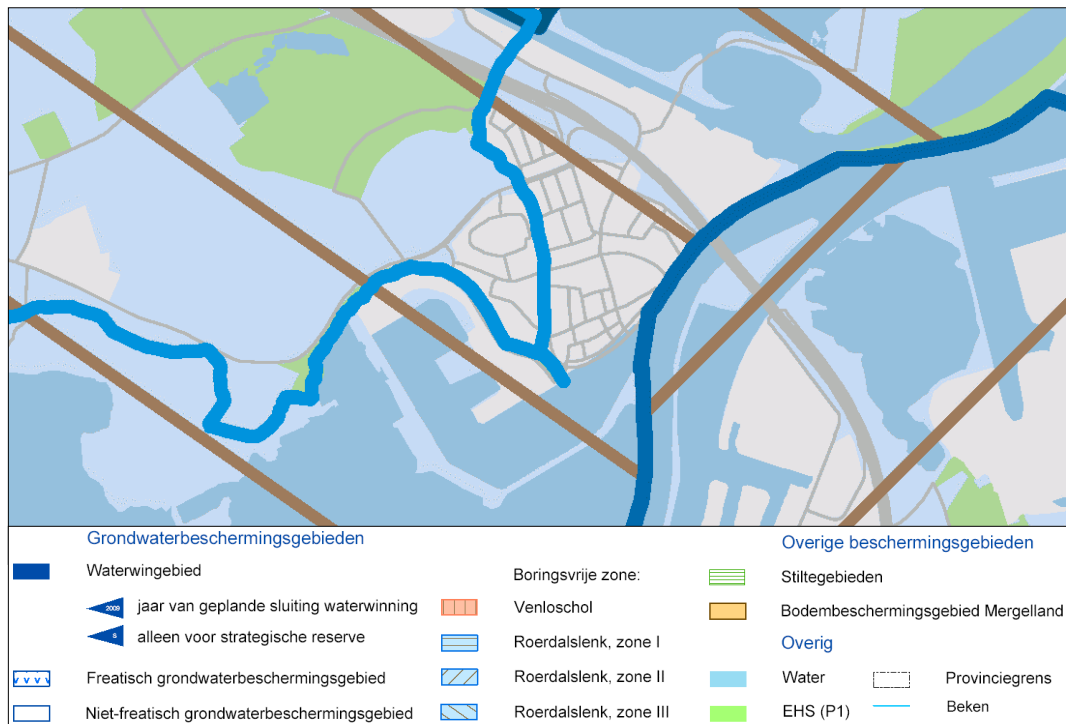 Grondwaterbeschermingsgebieden
Waterwingebied
2009 jaar van geplande sluiting waterwinning
s alleen voor strategische reserve
Freatisch grondwaterbeschermingsgebied
Niet-freatisch grondwaterbeschermingsgebied
Boringsvrije zone:
Venloschol
Roerdalslenk, zone I
Roerdalslenk, zone II
Roerdalslenk, zone III
Overige beschermingsgebieden
Stiltegebieden
Bodembeschermingsgebied Mergelland
Overig
Water
EHS (P1)
Provinciegrens
Beken